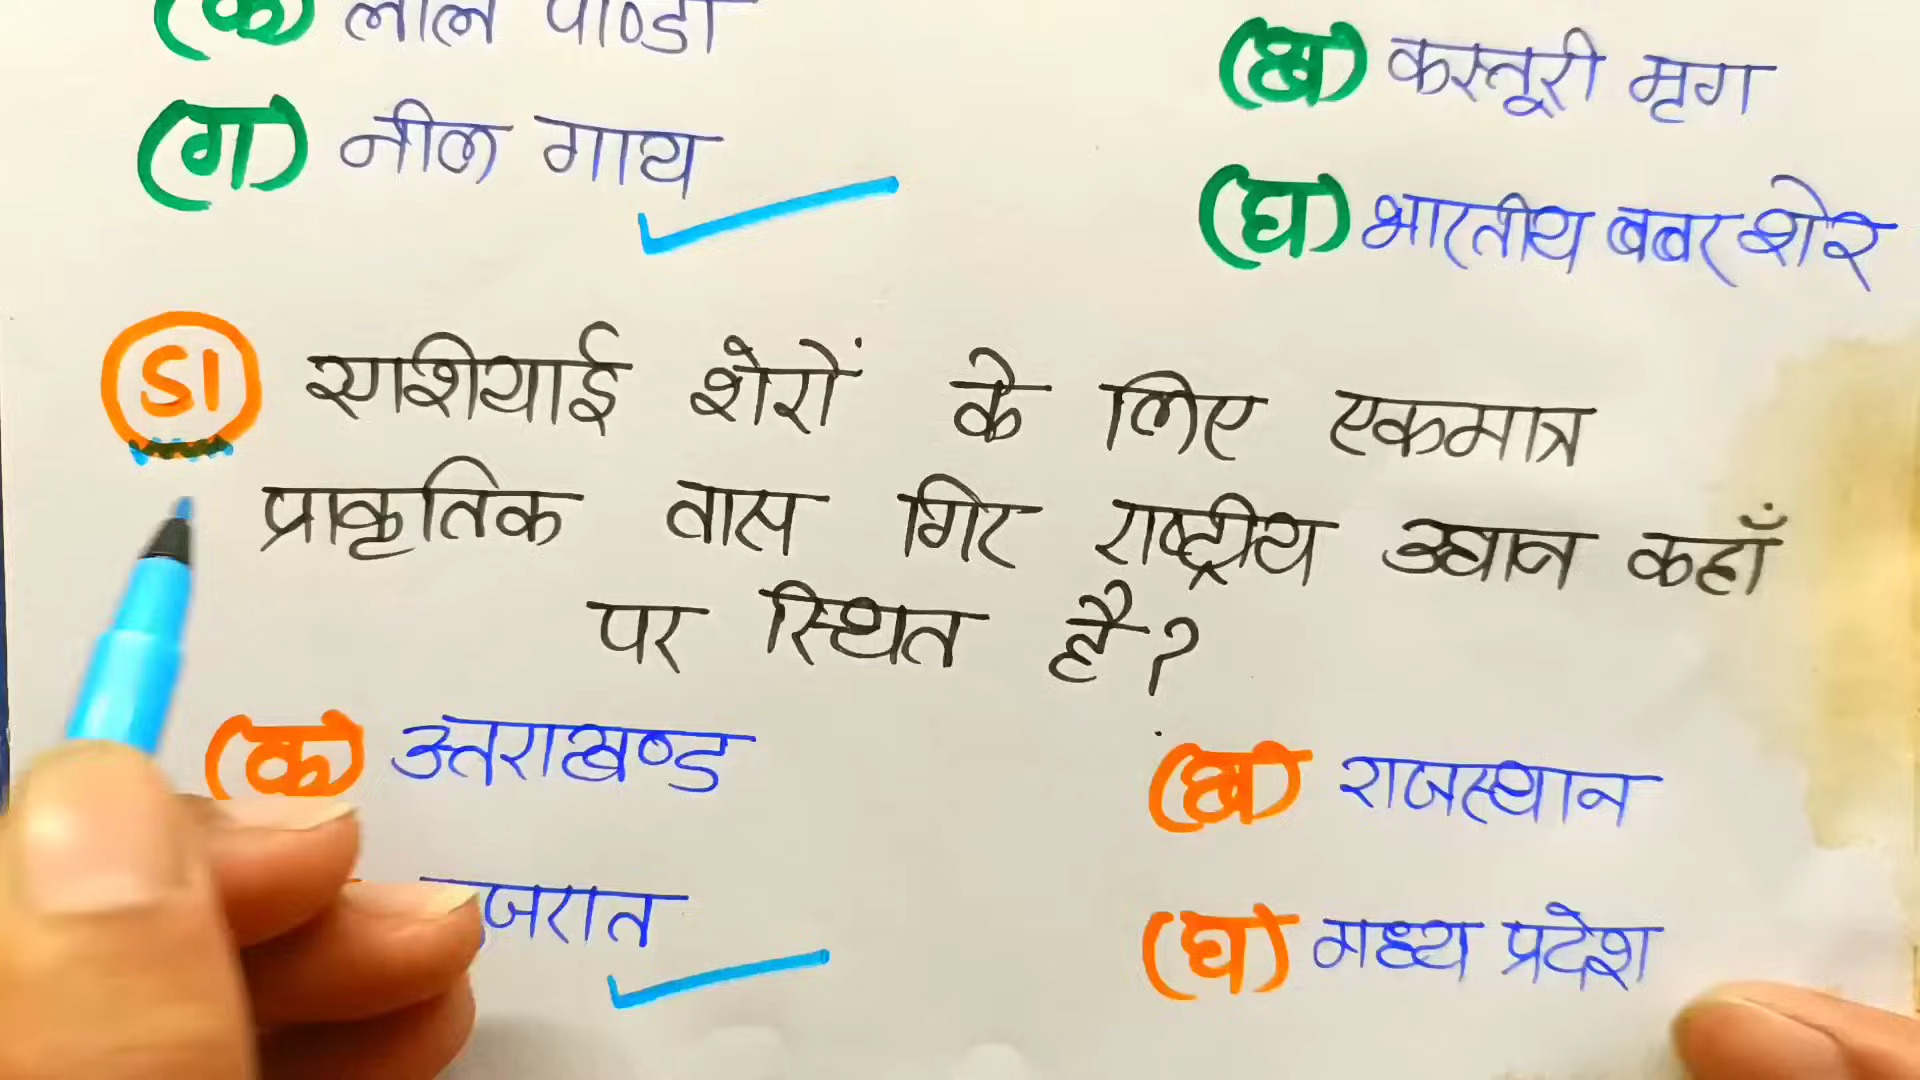 (क) लाल पाण्डा
(ख) कस्तूरी मृग
(ग) नील गाय
(घ) भारतीय बबर शेर
51 एशियाई शेरों के लिए एकमात्र
प्राकृतिक वास गिर राष्ट्रीय उद्यान कहाँ
पर स्थित है?
(क) उत्तराखण्ड
(ख) राजस्थान
जरात
(घ) मध्य प्रदेश